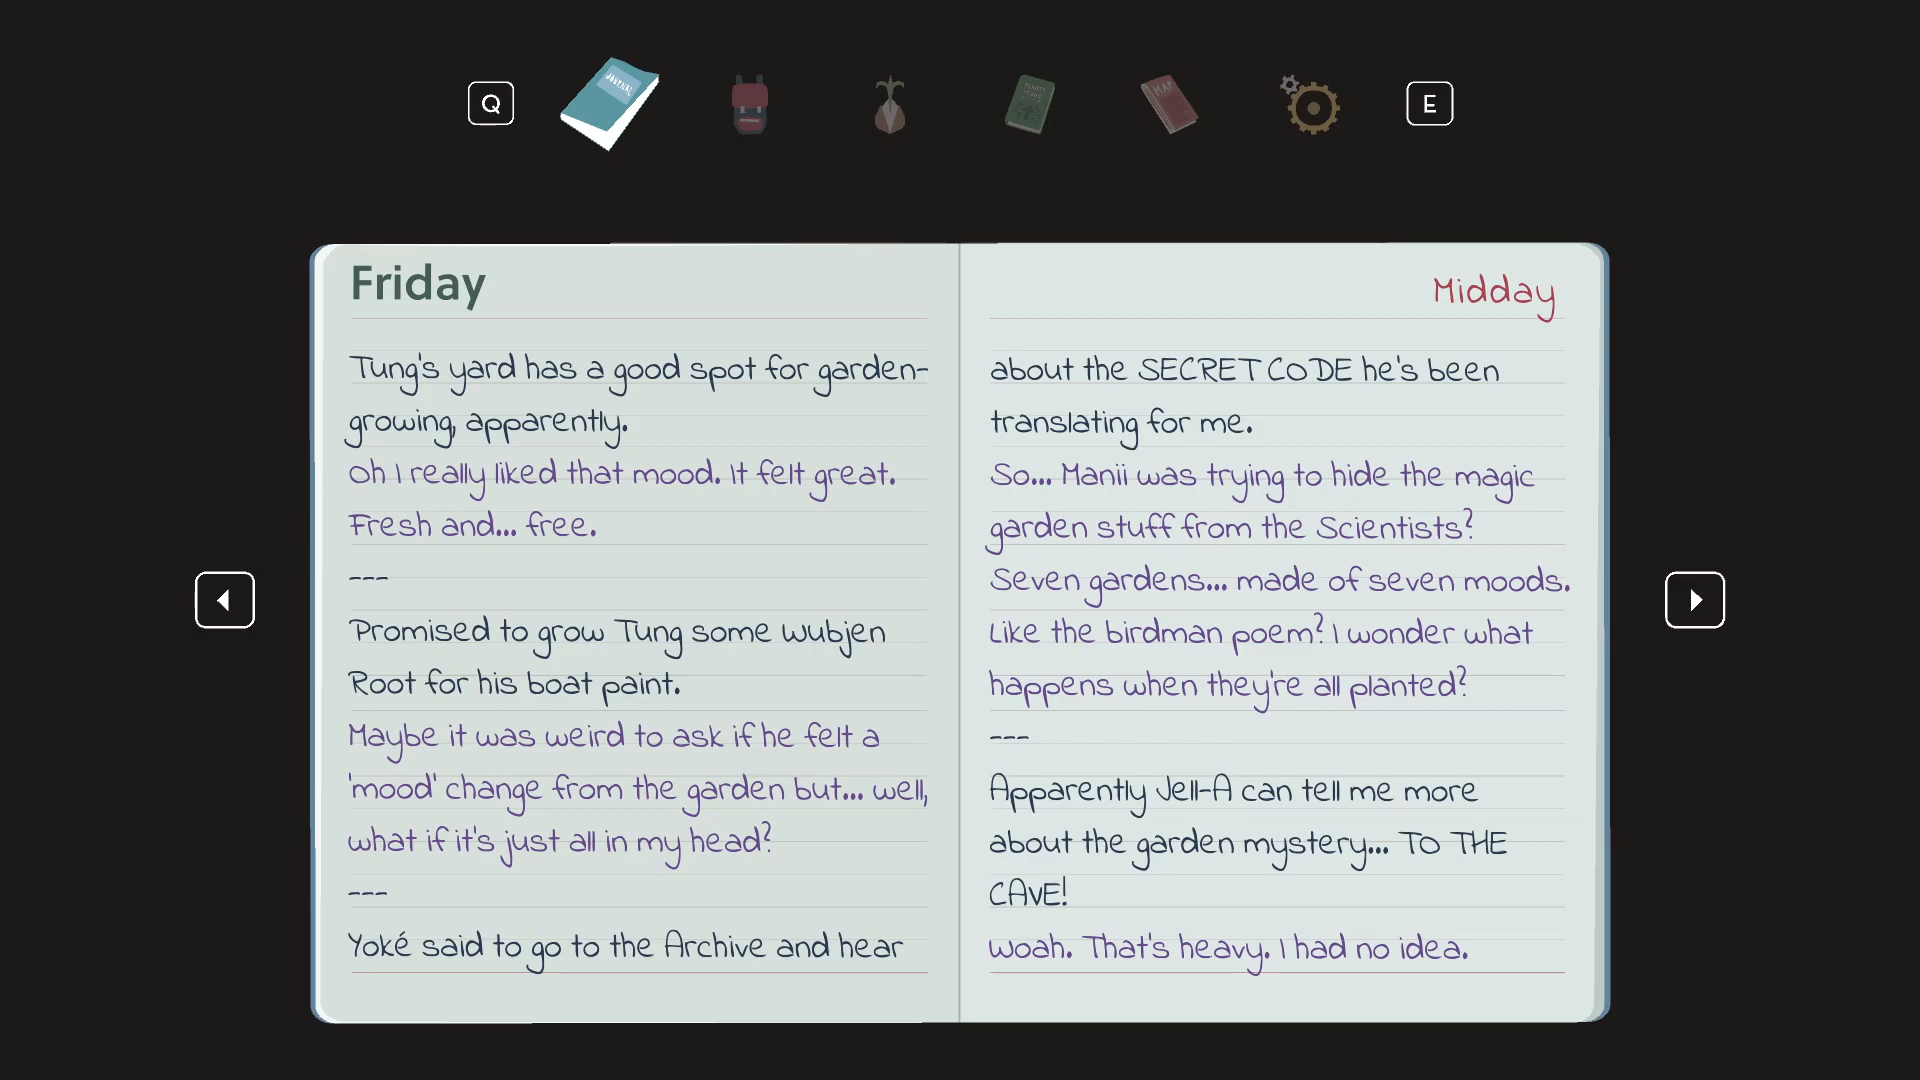 Q
JOURNAL
MAP
E
Friday
Tung's yard has a good spot for garden-
growing, apparently.
Oh I really liked that mood. It felt great.
Fresh and... free.
---
Promised to grow Tung some Wubjen
Root for his boat paint.
Maybe it was weird to ask if he felt a
'mood' change from the garden but... well,
what if it's just all in my head?
---
Yoké said to go to the Archive and hear
Midday
about the SECRET CODE he's been
translating for me.
So... Manii was trying to hide the magic
garden stuff from the Scientists?
Seven gardens... made of seven moods.
Like the birdman poem? I wonder what
happens when they're all planted?
---
Apparently Jell-A can tell me more
about the garden mystery... TO THE
CAVE!
Woah. That's heavy. I had no idea.